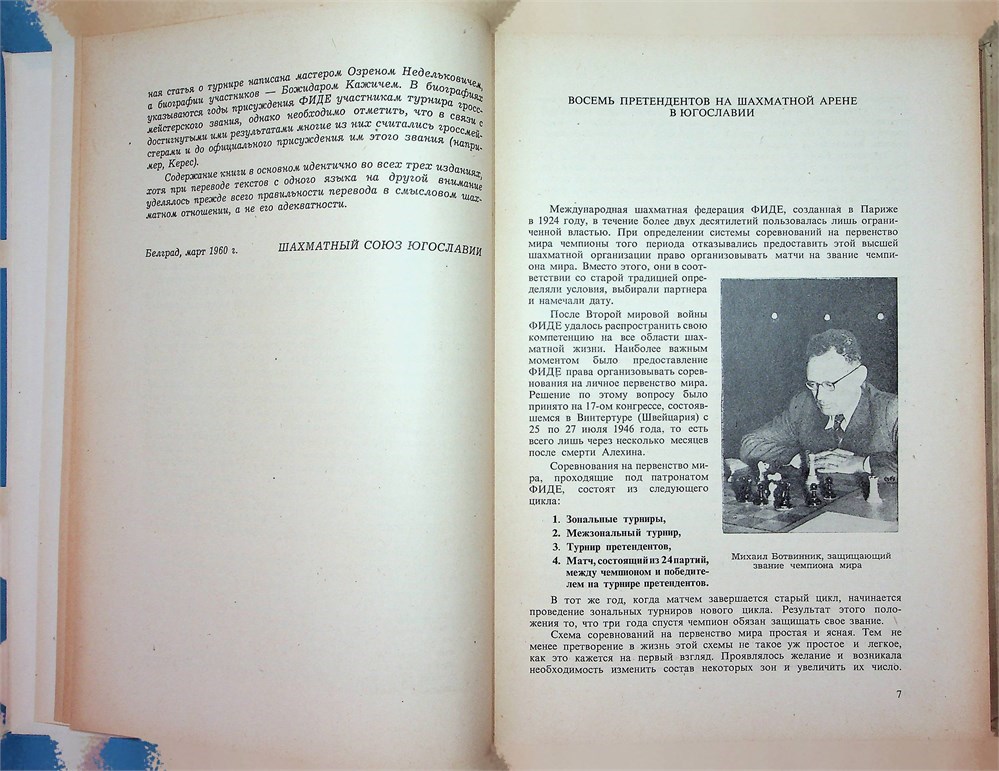 ная статья о турнире написана мастером Озреном Неделъковичем,
а биографии участников — Божидаром Кажичем. В биографиях
указываются годы присуждения ФИДЕ участникам турнира гросс-
мейстерского звания, однако необходимо отметить, что в связи с
достигнутыми ими результатами многие из них считались гроссмей-
стерами и до официального присуждения им этого звания (напри-
мер, Керес).
Содержание книги в основном идентично во всех трех изданиях,
хотя при переводе текстов с одного языка на другой внимание
уделялось прежде всего правильности перевода в смысловом шах-
матном отношении, а не его адекватности.
Белград, март 1960 г. ШАХМАТНЫЙ СОЮЗ ЮГОСЛАВИИ
ВОСЕМЬ ПРЕТЕНДЕНТОВ НА ШАХМАТНОЙ АРЕНЕ
В ЮГОСЛАВИИ
Международная шахматная федерация ФИДЕ, созданная в Париже
в 1924 году, в течение более двух десятилетий пользовалась лишь ограни-
ченной властью. При определении системы соревнований на первенство
мира чемпионы того периода отказывались предоставить этой высшей
шахматной организации право организовывать матчи на звание чемпи-
она мира. Вместо этого, они в соот-
ветствии со старой традицией опре-
деляли условия, выбирали партнера
и намечали дату.
После Второй мировой войны
ФИДЕ удалось распространить свою
компетенцию на все области шах-
матной жизни. Наиболее важным
моментом было предоставление
ФИДЕ права организовывать сорев-
нования на личное первенство мира.
Решение по этому вопросу было
принято на 17-ом конгрессе, состояв-
шемся в Винтертуре (Швейцария) с
25 по 27 июля 1946 года, то есть
всего лишь через несколько месяцев
после смерти Алехина.
Соревнования на первенство ми-
ра, проходящие под патронатом
ФИДЕ, состоят из следующего
цикла:
1. Зональные турниры,
2. Межзональный турнир,
3. Турнир претендентов,
4. Матч, состоящий из 24 партий,
между чемпионом и победите-
лем на турнире претендентов.
Михаил Ботвинник, защищающий
звание чемпиона мира
В тот же год, когда матчем завершается старый цикл, начинается
проведение зональных турниров нового цикла. Результат этого поло-
жения то, что три года спустя чемпион обязан защищать свое звание.
Схема соревнований на первенство мира простая и ясная. Тем не
менее претворение в жизнь этой схемы не такое уж простое и легкое,
как это кажется на первый взгляд. Проявлялось желание и возникала
необходимость изменить состав некоторых зон и увеличить их число.
7